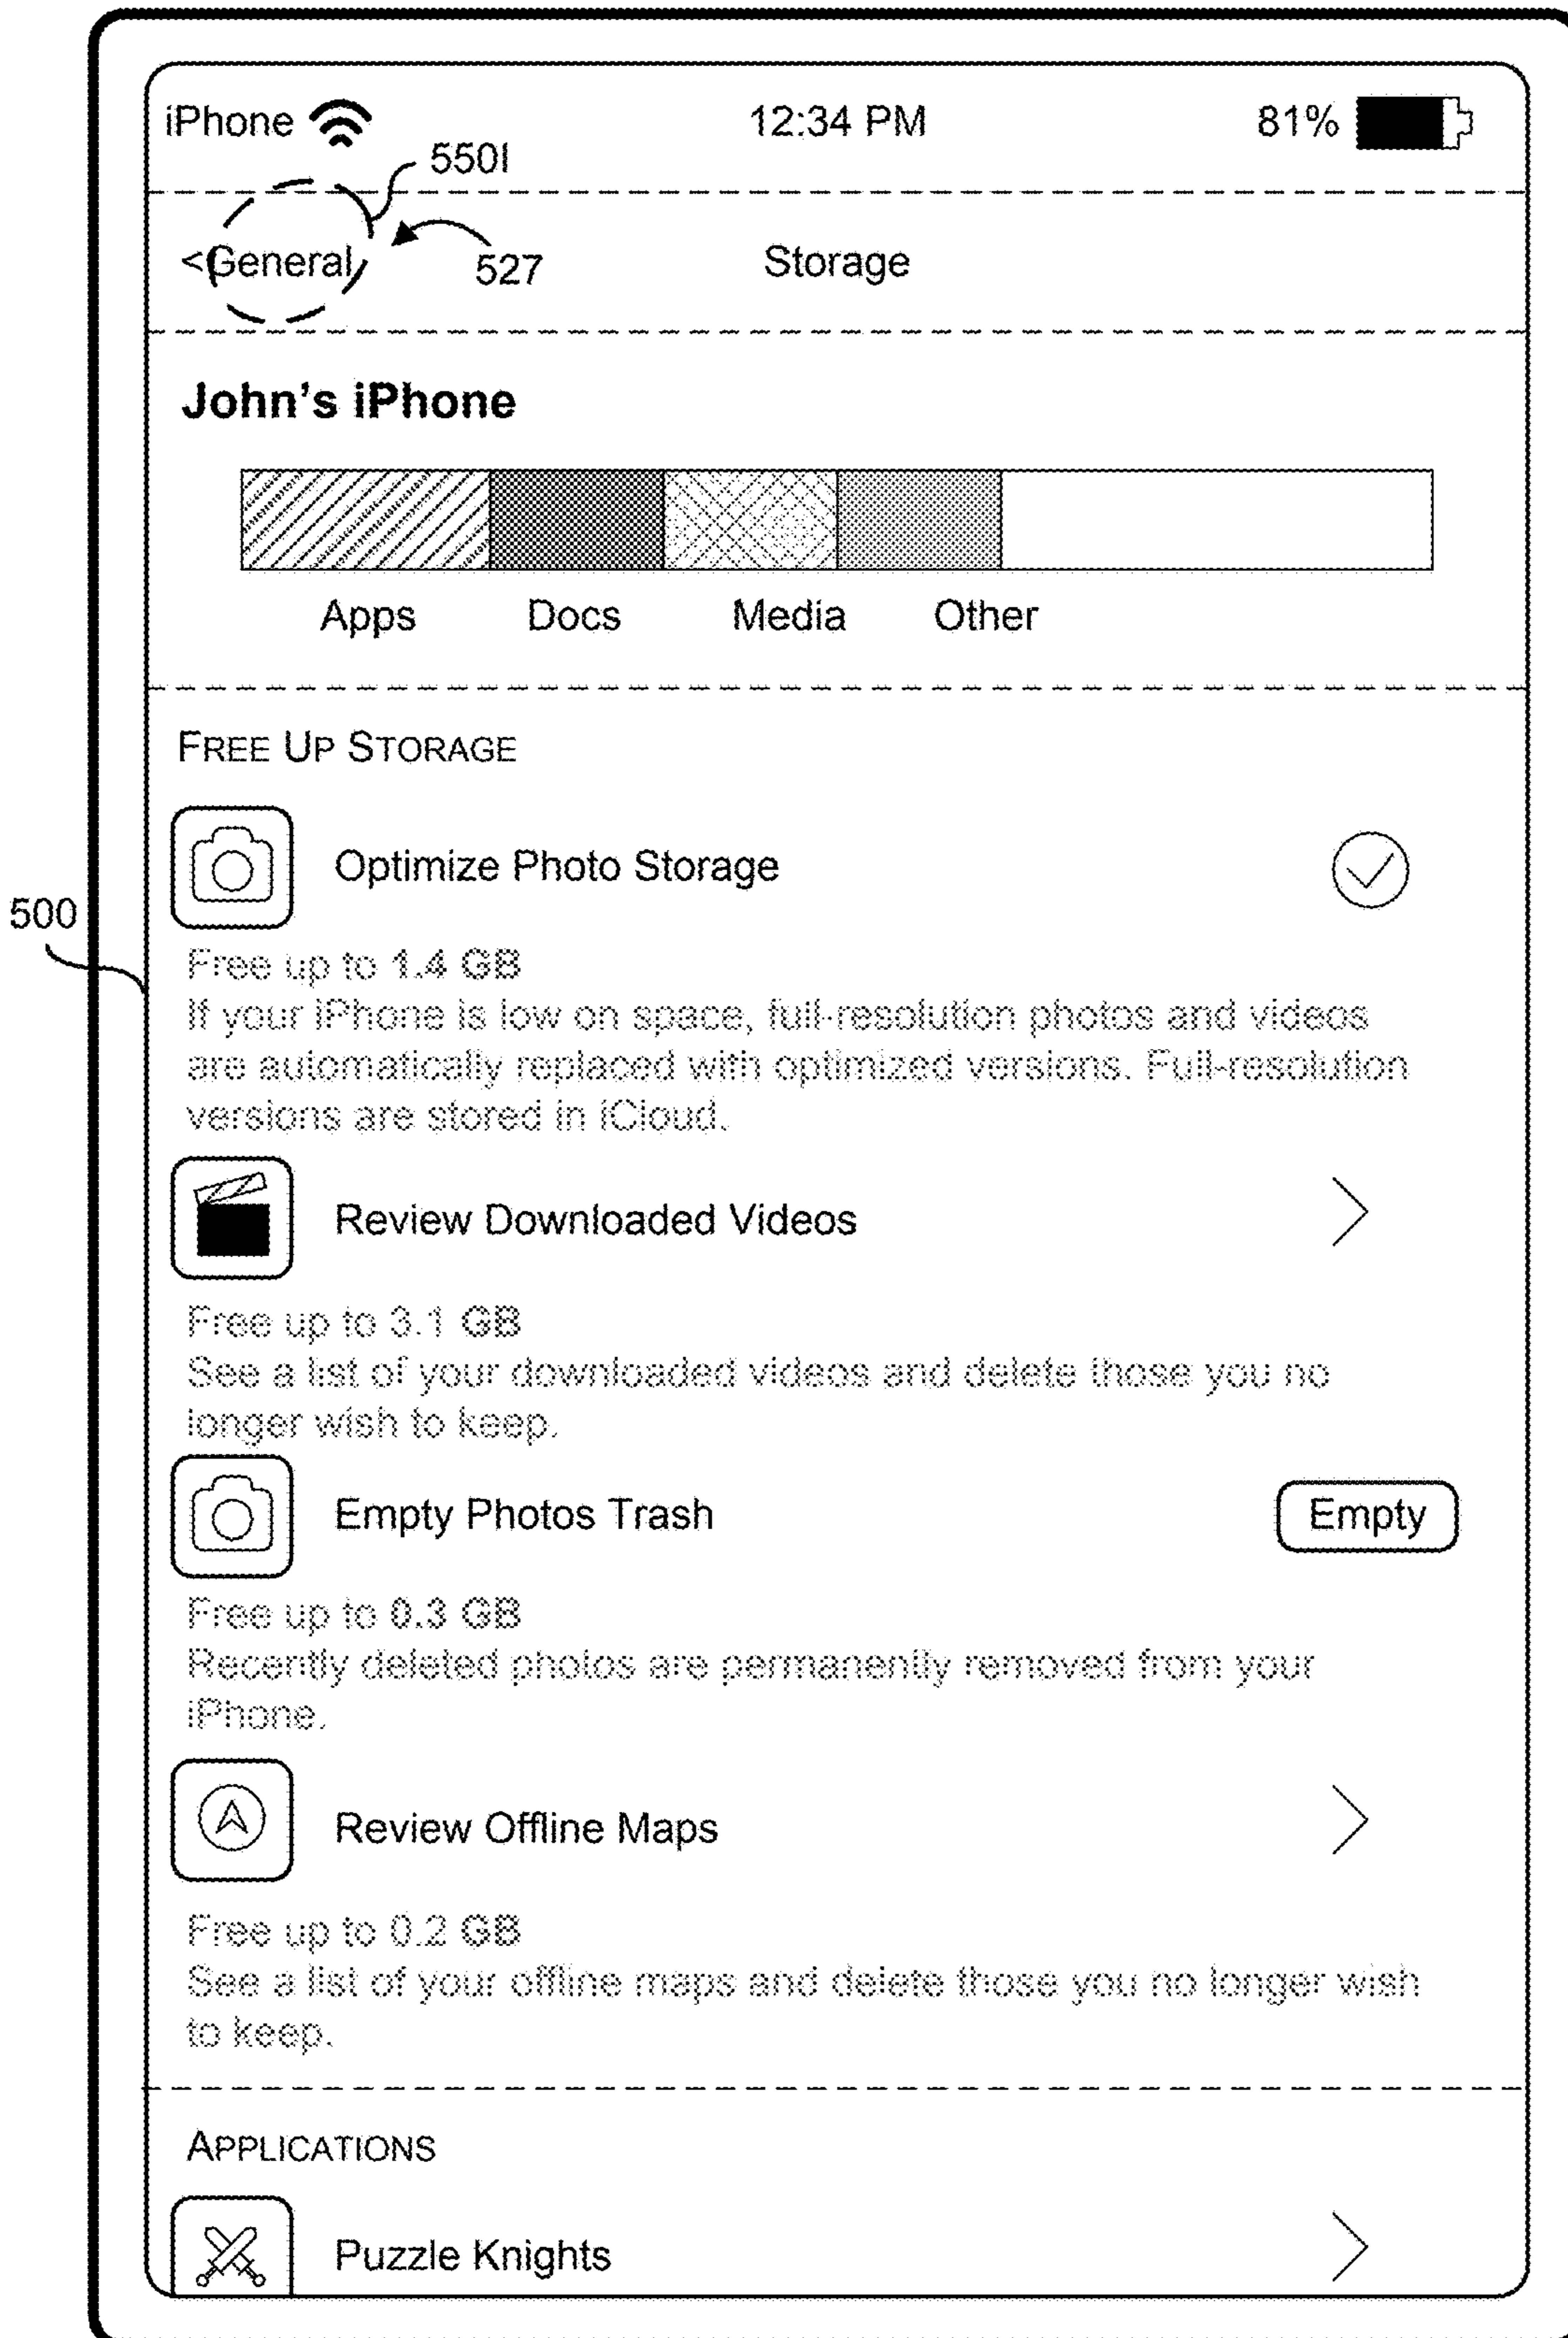 iPhone 12:34 PM 81%
550I
<General 527 Storage
John's iPhone
Apps Docs Media Other
FREE UP STORAGE
Optimize Photo Storage
500
Free up to 1.4 GB
If your iPhone is low on space, full-resolution photos and videos
are automatically replaced with optimized versions. Full-resolution
versions are stored in iCloud.
Review Downloaded Videos
Free up to 3.1 GB
See a list of your downloaded videos and delete those you no
longer wish to keep.
Empty Photos Trash Empty
Free up to 0.3 GB
Recently deleted photos are permanently removed from your
iPhone.
Review Offline Maps
Free up to 0.2 GB
See a list of your offline maps and delete those you no longer wish
to keep.
APPLICATIONS
Puzzle Knights